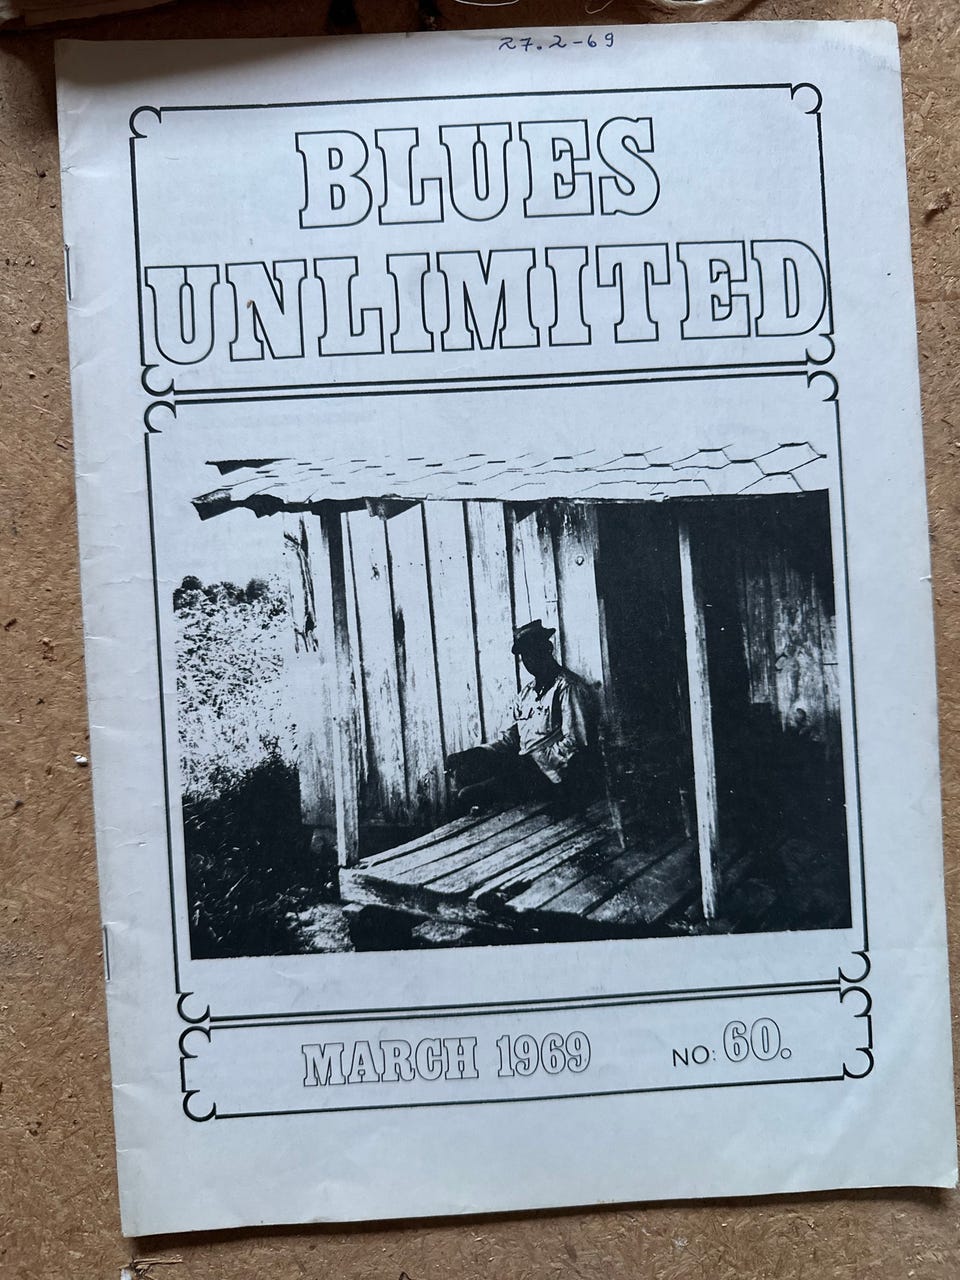 27.2-69
BLUES
UNLIMITED
MARCH 1969 NO: 60.